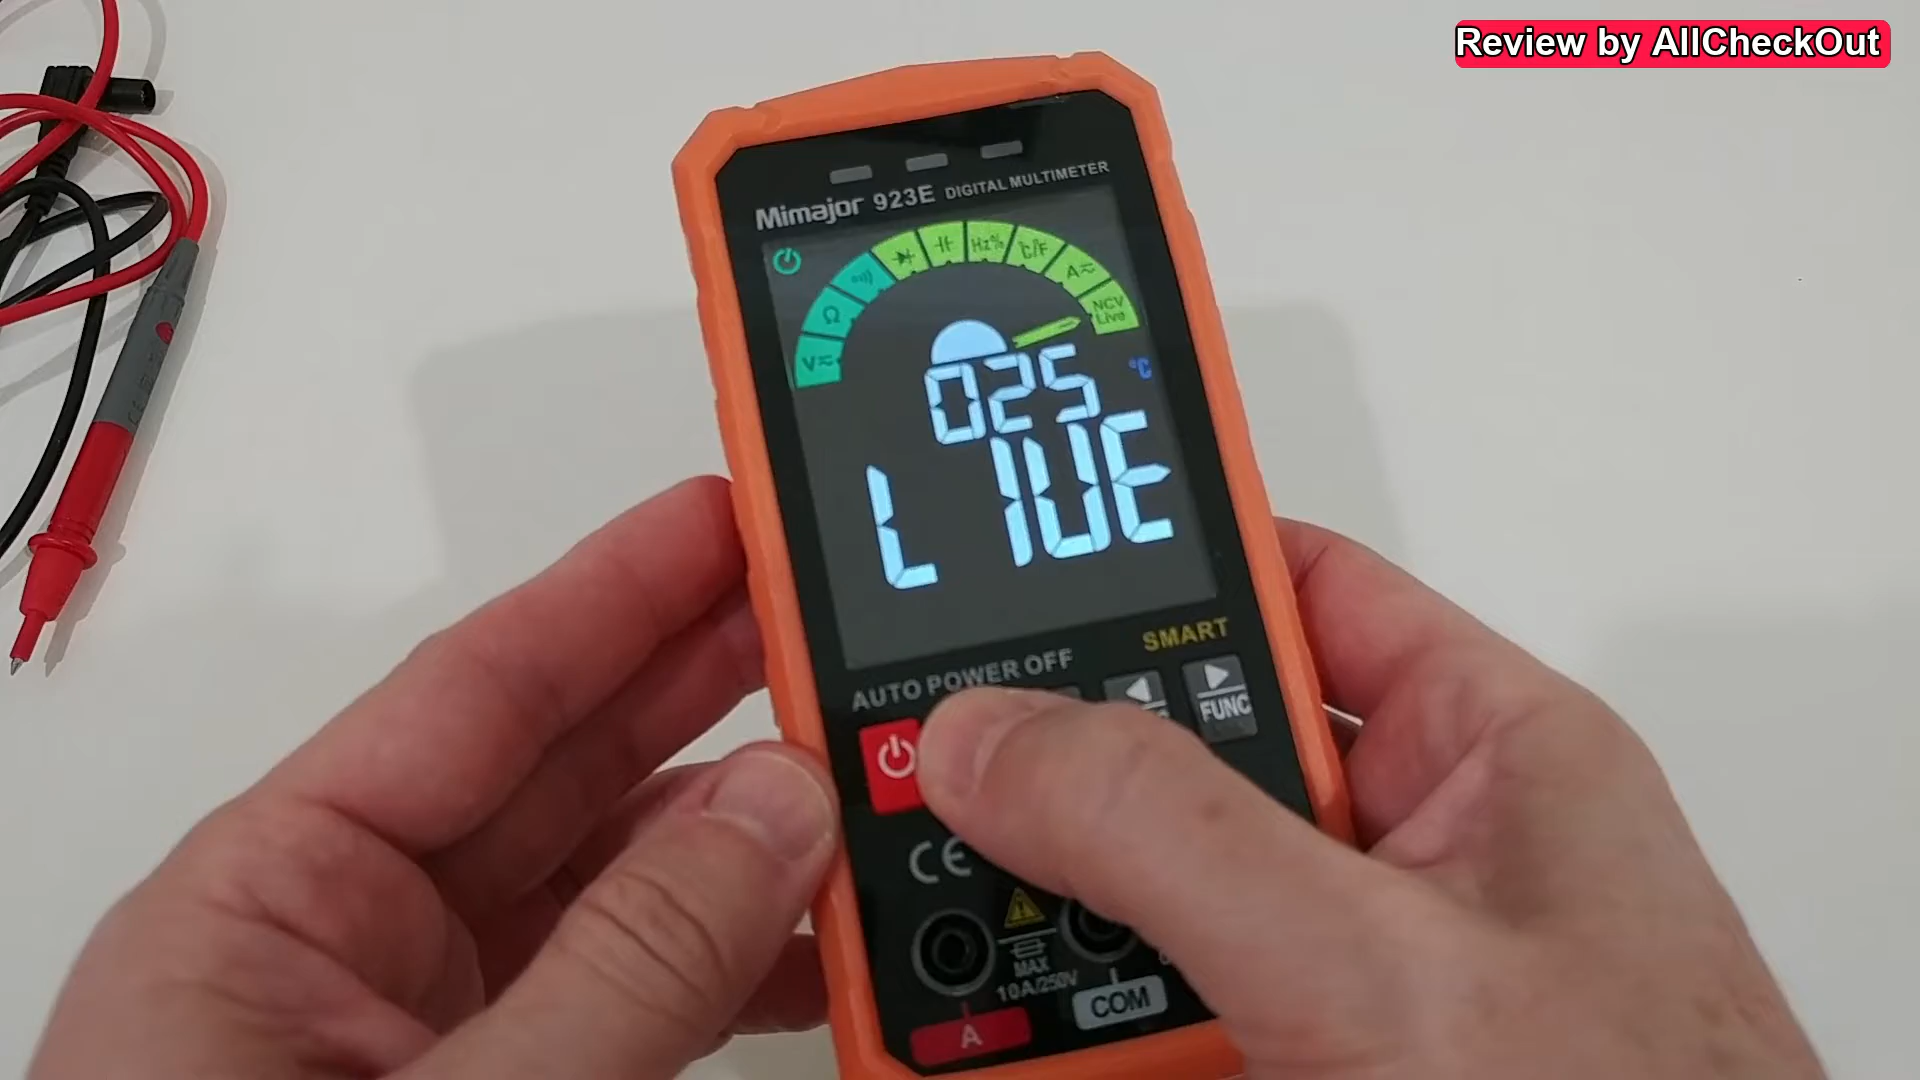 Review by AllCheckOut
Mimajor 923E DIGITAL MULTIMETER
V Ω Hz% °C/°F A NCV Live
025 °C
LIVE
SMART
AUTO POWER OFF
FUNC
CE
MAX
10A/250V
COM
A